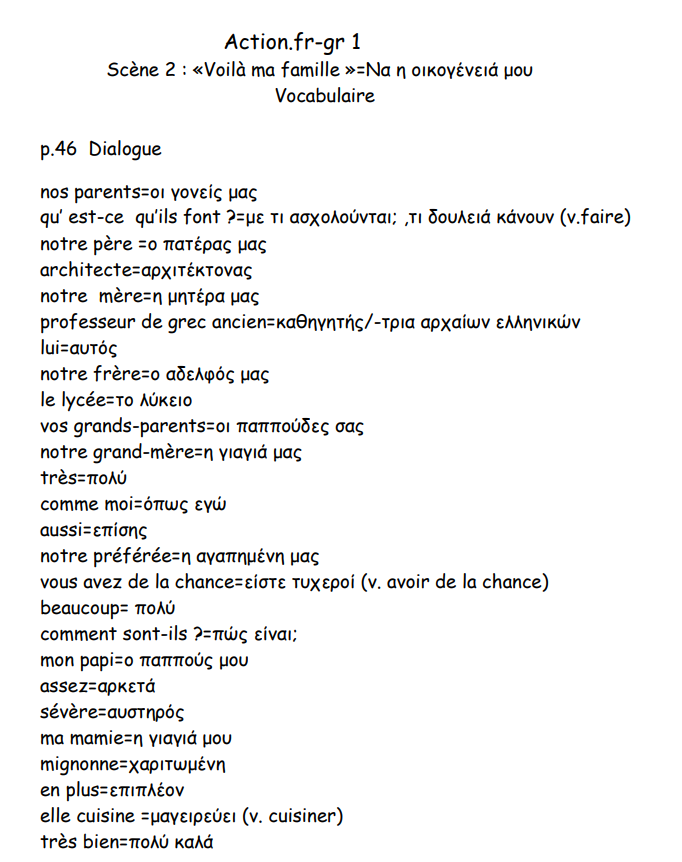 Action.fr-gr 1
Scène 2 : «Voilà ma famille »=Να η οικογένειά μου
Vocabulaire
p.46 Dialogue
nos parents=οι γονείς μας
qu' est-ce qu'ils font ?=με τι ασχολούνται; ,τι δουλειά κάνουν (v.faire)
notre père =ο πατέρας μας
architecte=αρχιτέκτονας
notre mère=η μητέρα μας
professeur de grec ancien=καθηγητής/-τρια αρχαίων ελληνικών
lui=αυτός
notre frère=ο αδελφός μας
le lycée=το λύκειο
vos grands-parents=οι παππούδες σας
notre grand-mère=η γιαγιά μας
très=πολύ
comme moi=όπως εγώ
aussi=επίσης
notre préférée=η αγαπημένη μας
vous avez de la chance=είστε τυχεροί (v. avoir de la chance)
beaucoup= πολύ
comment sont-ils ?=πώς είναι;
mon papi=ο παππούς μου
assez=αρκετά
sévère=αυστηρός
ma mamie=η γιαγιά μου
mignonne=χαριτωμένη
en plus=επιπλέον
elle cuisine =μαγειρεύει (v. cuisiner)
très bien=πολύ καλά